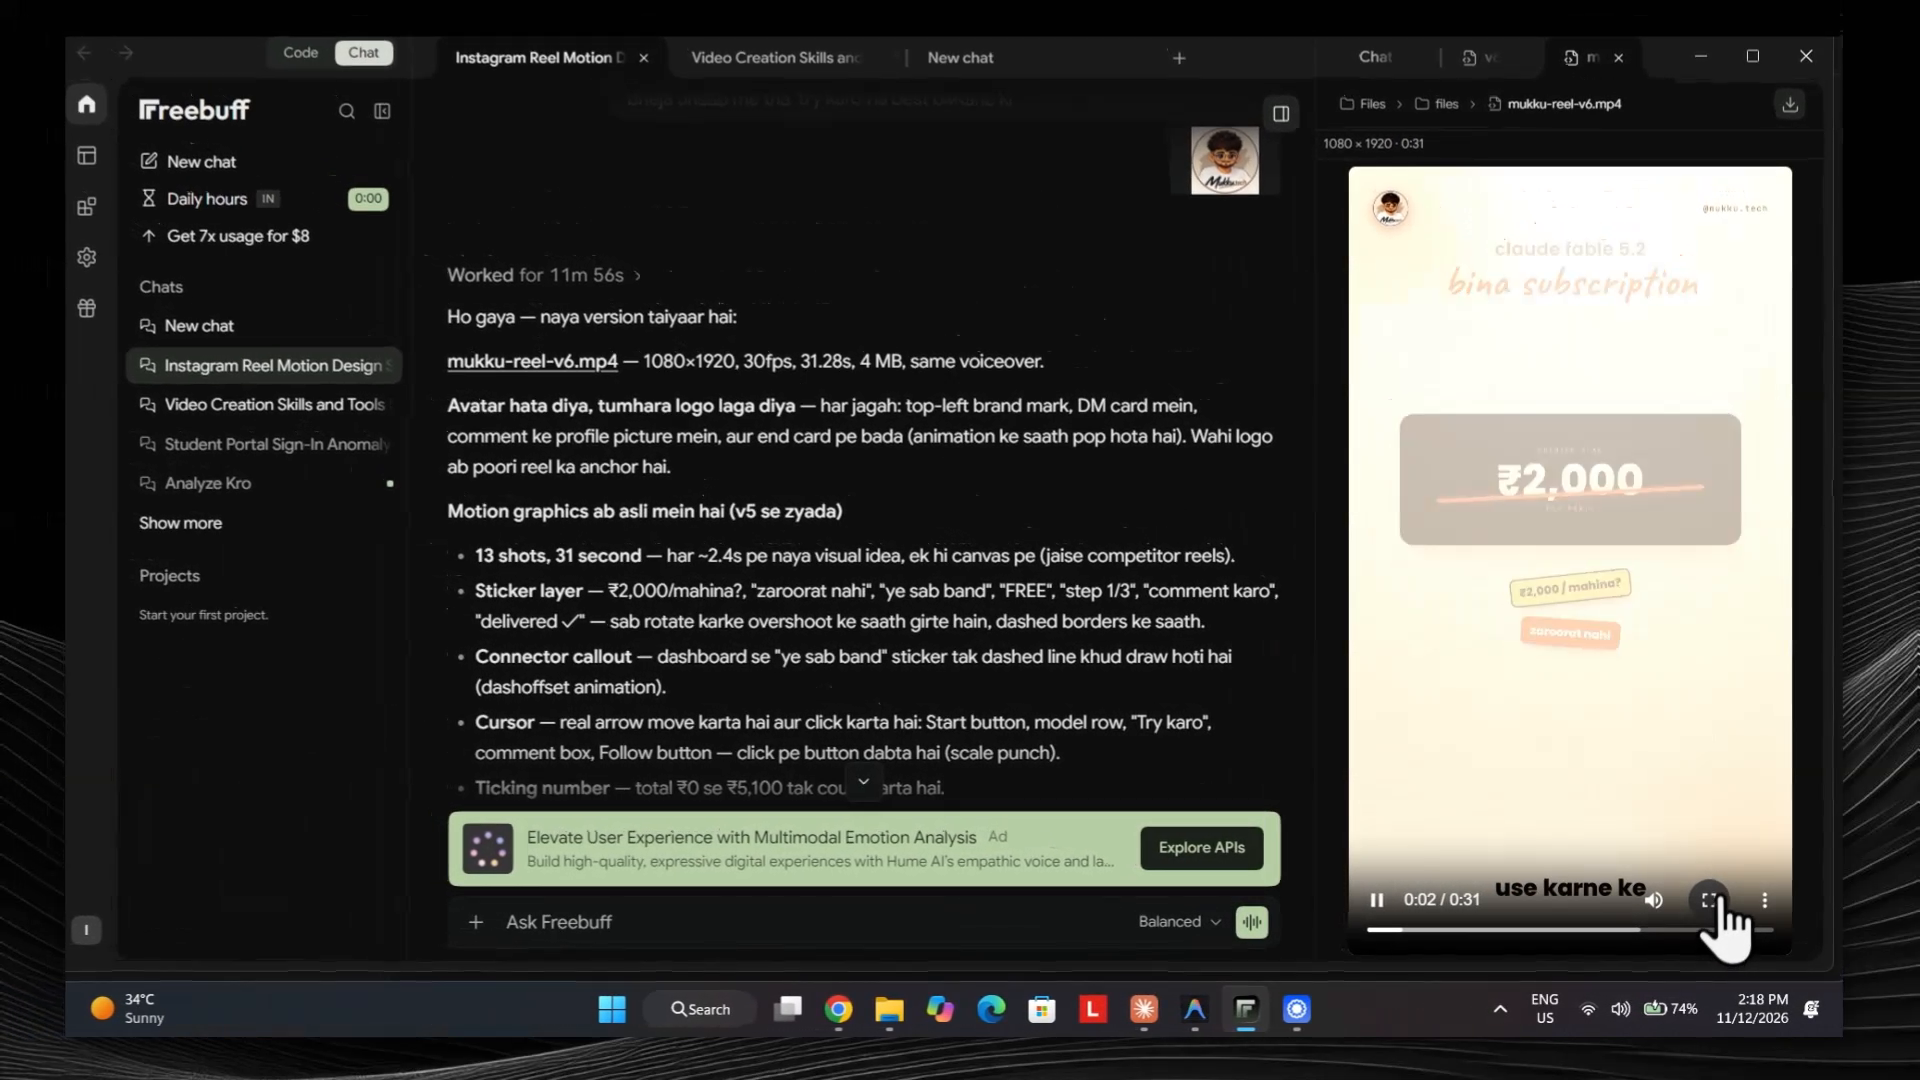 Code
Chat
Instagram Reel Motion D
Video Creation Skills and
New chat
Chat
Freebuff
New chat
Daily hours IN 0:00
Get 7x usage for $8
Chats
New chat
Instagram Reel Motion Design S
Video Creation Skills and Tools
Student Portal Sign-In Anomaly
Analyze Kro
Show more
Projects
Start your first project.
Mukku tech
Worked for 11m 56s
Ho gaya — naya version taiyaar hai:
mukku-reel-v6.mp4 — 1080×1920, 30fps, 31.28s, 4 MB, same voiceover.
Avatar hata diya, tumhara logo laga diya — har jagah: top-left brand mark, DM card mein,
comment ke profile picture mein, aur end card pe bada (animation ke saath pop hota hai). Wahi logo
ab poori reel ka anchor hai.
Motion graphics ab asli mein hai (v5 se zyada)
• 13 shots, 31 second — har ~2.4s pe naya visual idea, ek hi canvas pe (jaise competitor reels).
• Sticker layer — ₹2,000/mahina?, "zaroorat nahi", "ye sab band", "FREE", "step 1/3", "comment karo",
"delivered ✓" — sab rotate karke overshoot ke saath girte hain, dashed borders ke saath.
• Connector callout — dashboard se "ye sab band" sticker tak dashed line khud draw hoti hai
(dashoffset animation).
• Cursor — real arrow move karta hai aur click karta hai: Start button, model row, "Try karo",
comment box, Follow button — click pe button dabta hai (scale punch).
• Ticking number — total ₹0 se ₹5,100 tak cou arta hai.
Elevate User Experience with Multimodal Emotion Analysis Ad
Build high-quality, expressive digital experiences with Hume AI's empathic voice and la...
Explore APIs
Ask Freebuff
Balanced
Files > files > mukku-reel-v6.mp4
1080 × 1920 · 0:31
@mukku.tech
claude fable 5.2
bina subscription
₹2,000
₹2,000 / mahina?
zaroorat nahi
use karne ke
0:02 / 0:31
34°C
Sunny
Search
L
ENG
US
74%
2:18 PM
11/12/2026